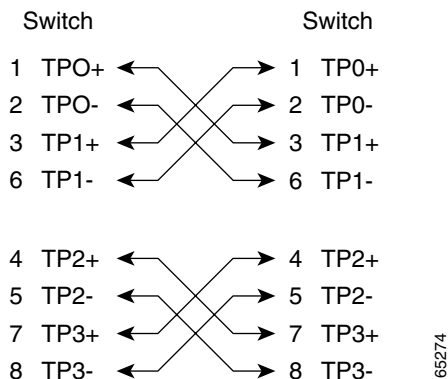 Switch Switch
1 TPO+ 1 TP0+
2 TPO- 2 TP0-
3 TP1+ 3 TP1+
6 TP1- 6 TP1-
4 TP2+ 4 TP2+
5 TP2- 5 TP2-
7 TP3+ 7 TP3+
8 TP3- 8 TP3-
65274